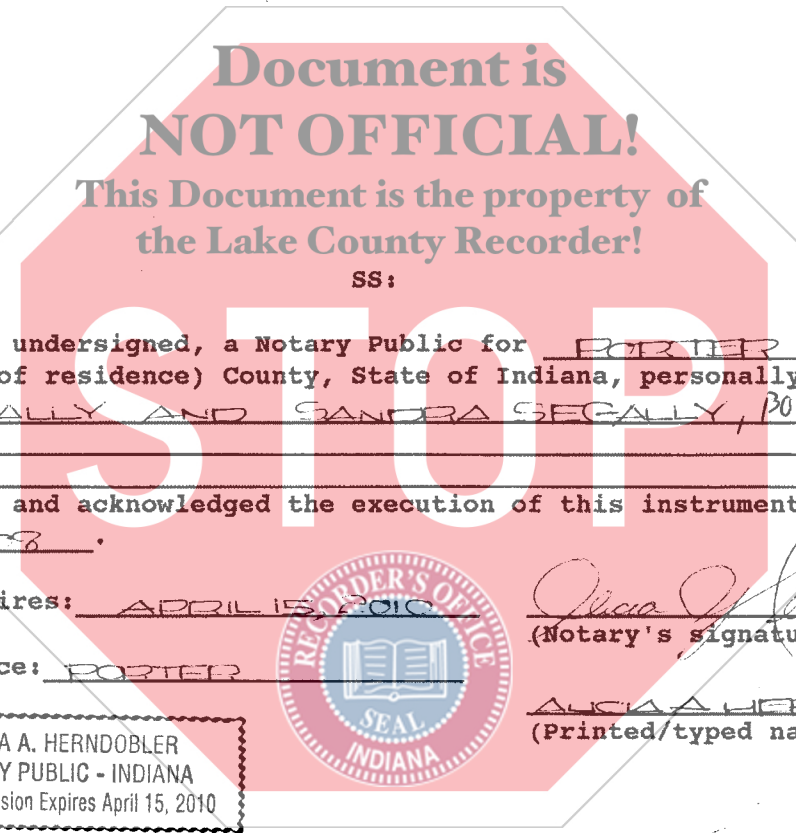 Document is
NOT OFFICIAL!
This Document is the property of
the Lake County Recorder!
SS:
STOP
undersigned, a Notary Public for PORTER
of residence) County, State of Indiana, personally
ALLY AND SANDRA SEGALLY,
and acknowledged the execution of this instrument
ires: APRIL 15, 2010
(Notary's signatu
ce: PORTER
ALICIA A HER
(Printed/typed na
RECORDER'S OFFICE
SEAL
INDIANA
A A. HERNDOBLER
Y PUBLIC - INDIANA
sion Expires April 15, 2010